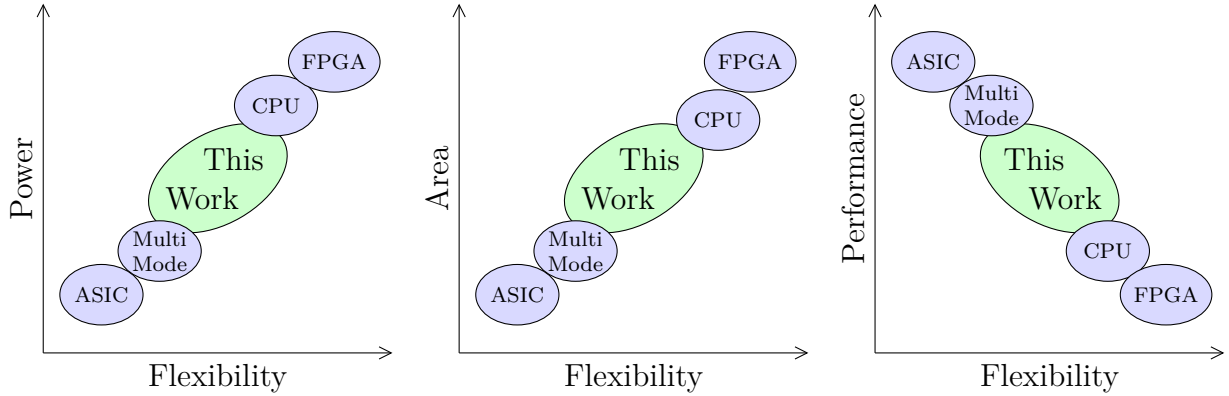 Power
FPGA
CPU
This
Work
Multi
Mode
ASIC
Flexibility
Area
FPGA
CPU
This
Work
Multi
Mode
ASIC
Flexibility
Performance
ASIC
Multi
Mode
This
Work
CPU
FPGA
Flexibility